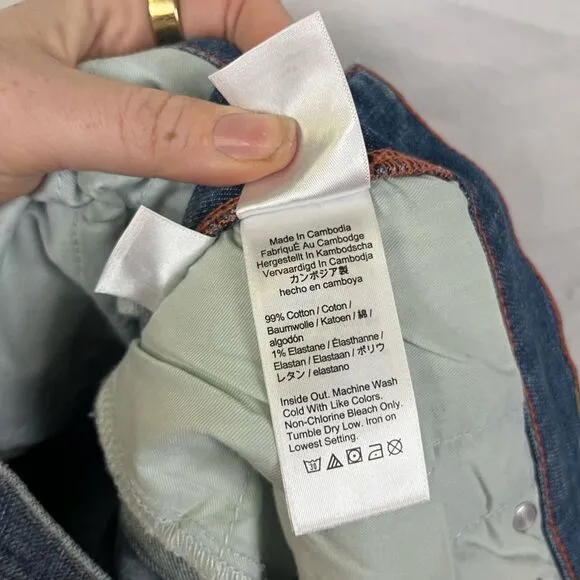 Made In Cambodia
FabriquÉ Au Cambodge
Hergestellt In Kambodscha
Vervaardigd In Cambodja
カンボジア製
hecho en camboya
99% Cotton / Coton /
Baumwolle / Katoen / 綿 /
algodón
1% Elastane / Élasthanne /
Elastan / Elastaan / ポリウ
レタン / elastano
Inside Out. Machine Wash
Cold With Like Colors.
Non-Chlorine Bleach Only.
Tumble Dry Low. Iron on
Lowest Setting.
30